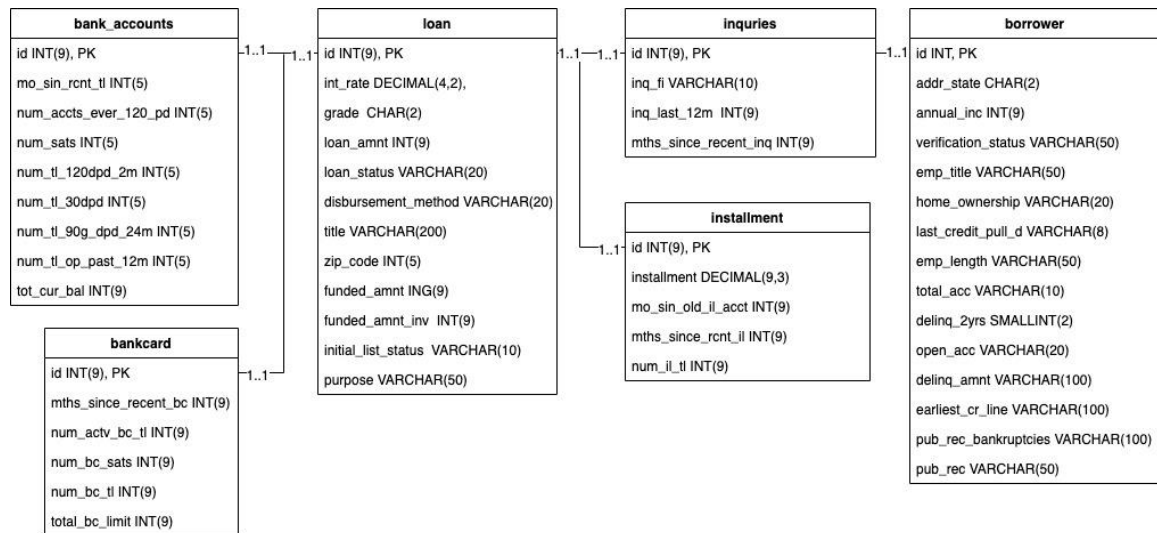 bank_accounts
id INT(9), PK
mo_sin_rcnt_tl INT(5)
num_accts_ever_120_pd INT(5)
num_sats INT(5)
num_tl_120dpd_2m INT(5)
num_tl_30dpd INT(5)
num_tl_90g_dpd_24m INT(5)
num_tl_op_past_12m INT(5)
tot_cur_bal INT(9)
1..1
1..1
bankcard
id INT(9), PK
mths_since_recent_bc INT(9)
num_actv_bc_tl INT(9)
num_bc_sats INT(9)
num_bc_tl INT(9)
total_bc_limit INT(9)
1..1
loan
id INT(9), PK
int_rate DECIMAL(4,2),
grade CHAR(2)
loan_amnt INT(9)
loan_status VARCHAR(20)
disbursement_method VARCHAR(20)
title VARCHAR(200)
zip_code INT(5)
funded_amnt ING(9)
funded_amnt_inv INT(9)
initial_list_status VARCHAR(10)
purpose VARCHAR(50)
1..1
1..1
inquries
id INT(9), PK
inq_fi VARCHAR(10)
inq_last_12m INT(9)
mths_since_recent_inq INT(9)
1..1
installment
id INT(9), PK
installment DECIMAL(9,3)
mo_sin_old_il_acct INT(9)
mths_since_rcnt_il INT(9)
num_il_tl INT(9)
1..1
borrower
id INT, PK
addr_state CHAR(2)
annual_inc INT(9)
verification_status VARCHAR(50)
emp_title VARCHAR(50)
home_ownership VARCHAR(20)
last_credit_pull_d VARCHAR(8)
emp_length VARCHAR(50)
total_acc VARCHAR(10)
delinq_2yrs SMALLINT(2)
open_acc VARCHAR(20)
delinq_amnt VARCHAR(100)
earliest_cr_line VARCHAR(100)
pub_rec_bankruptcies VARCHAR(100)
pub_rec VARCHAR(50)